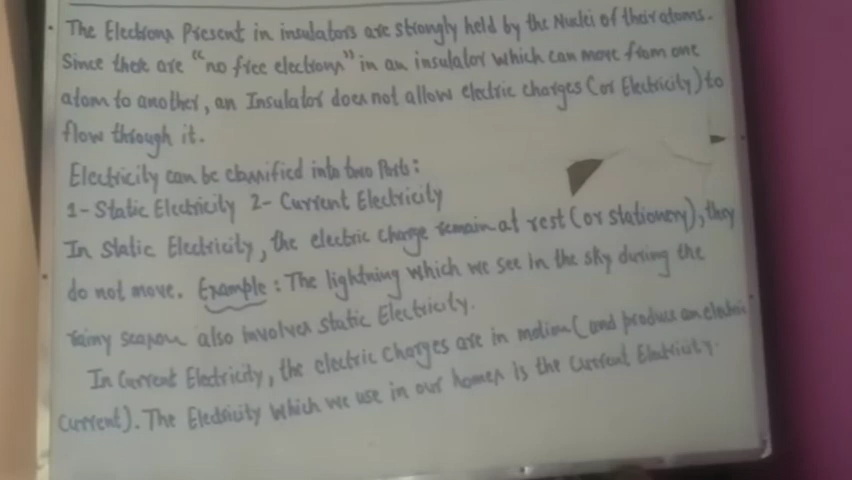 The Electrons Present in insulators are strongly held by the Nuclei of their atoms.
Since there are "no free electrons" in an insulator which can move from one
atom to another, an Insulator does not allow electric charges (or Electricity) to
flow through it.
Electricity can be classified into two Parts:
1- Static Electricity 2- Current Electricity
In Static Electricity, the electric charge remain at rest (or stationery), they
do not move. Example: The lightning which we see in the sky during the
rainy season also involves static Electricity.
In Current Electricity, the electric charges are in motion (and produce an electric
current). The Electricity which we use in our homes is the Current Electricity.